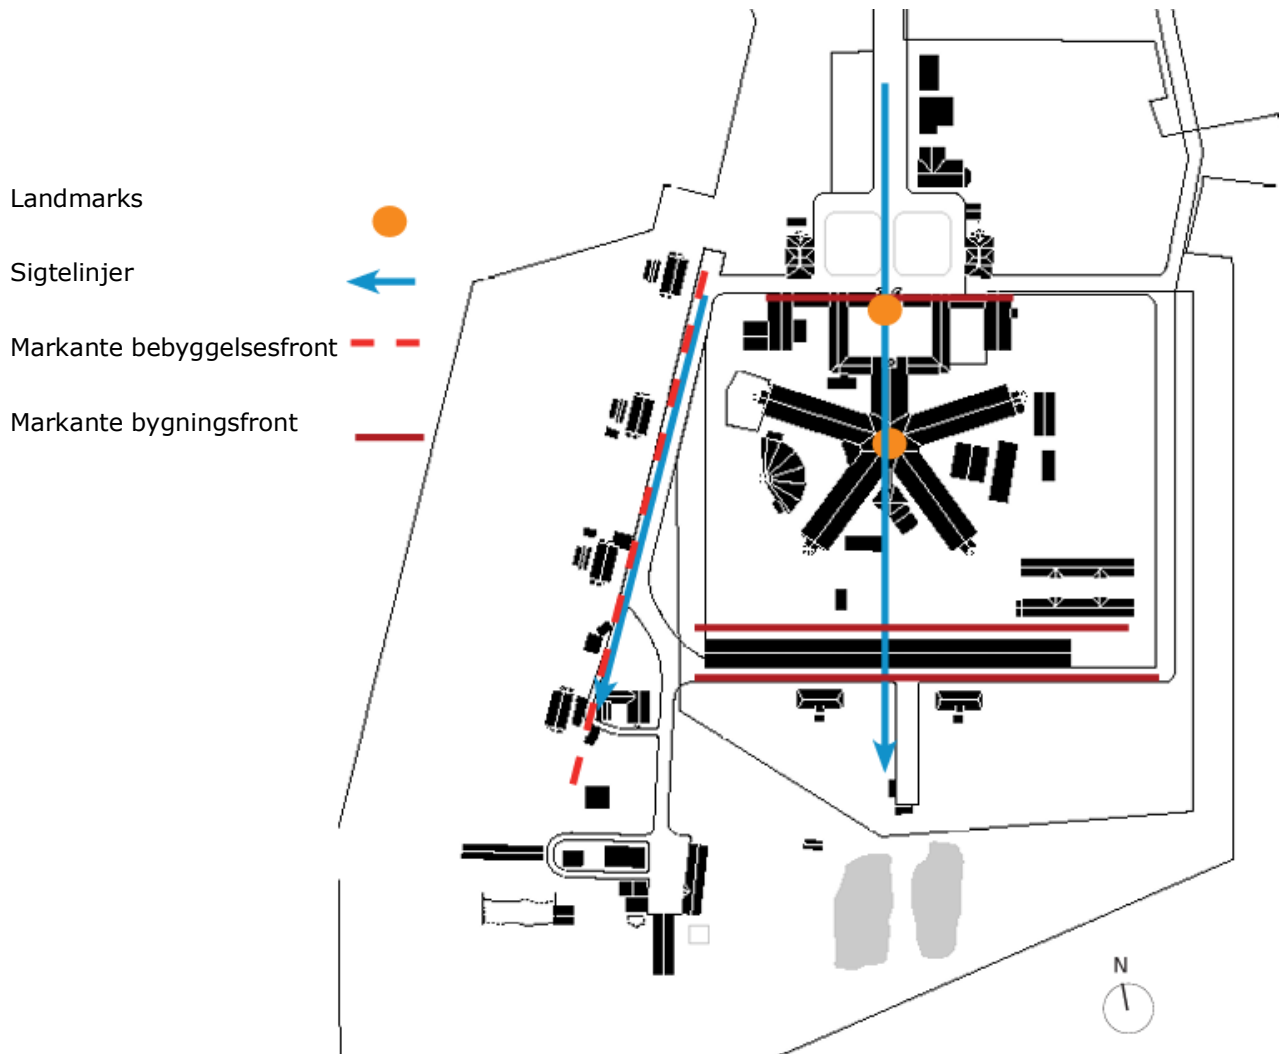 Landmarks
Sigtelinjer
Markante bebyggelsesfront
Markante bygningsfront
N